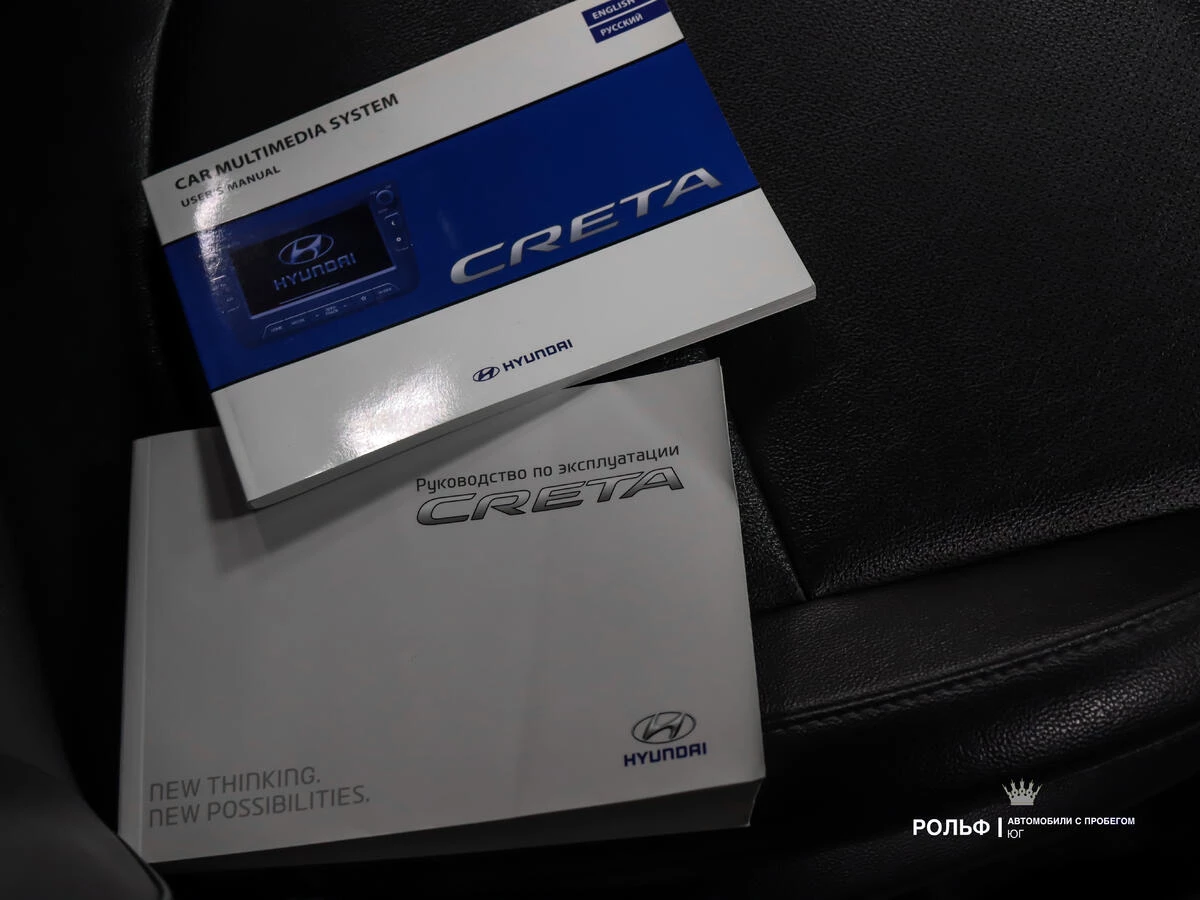 ENGLISH
РУССКИЙ
CAR MULTIMEDIA SYSTEM
USER'S MANUAL
HYUNDAI
CRETA
HYUNDAI
Руководство по эксплуатации
CRETA
HYUNDAI
NEW THINKING.
NEW POSSIBILITIES.
РОЛЬФ | АВТОМОБИЛИ С ПРОБЕГОМ
ЮГ